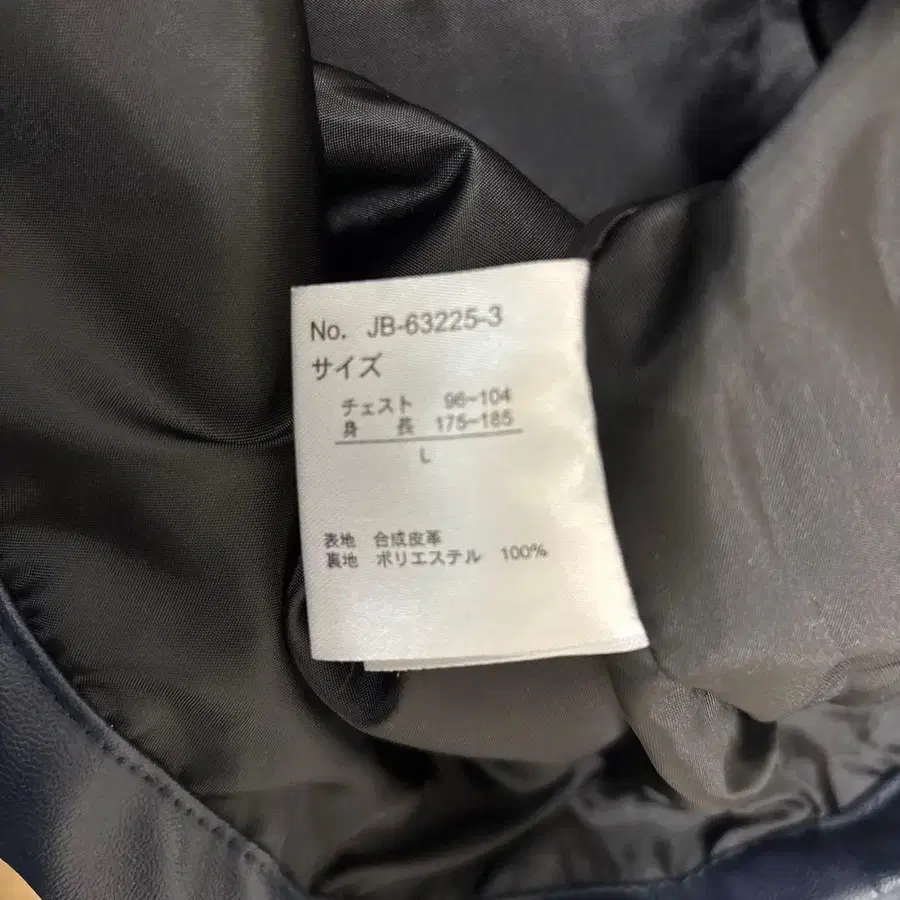 No. JB-63225-3
サイズ
チェスト 96-104
身 長 175-185
L
表地 合成皮革
裏地 ポリエステル 100%